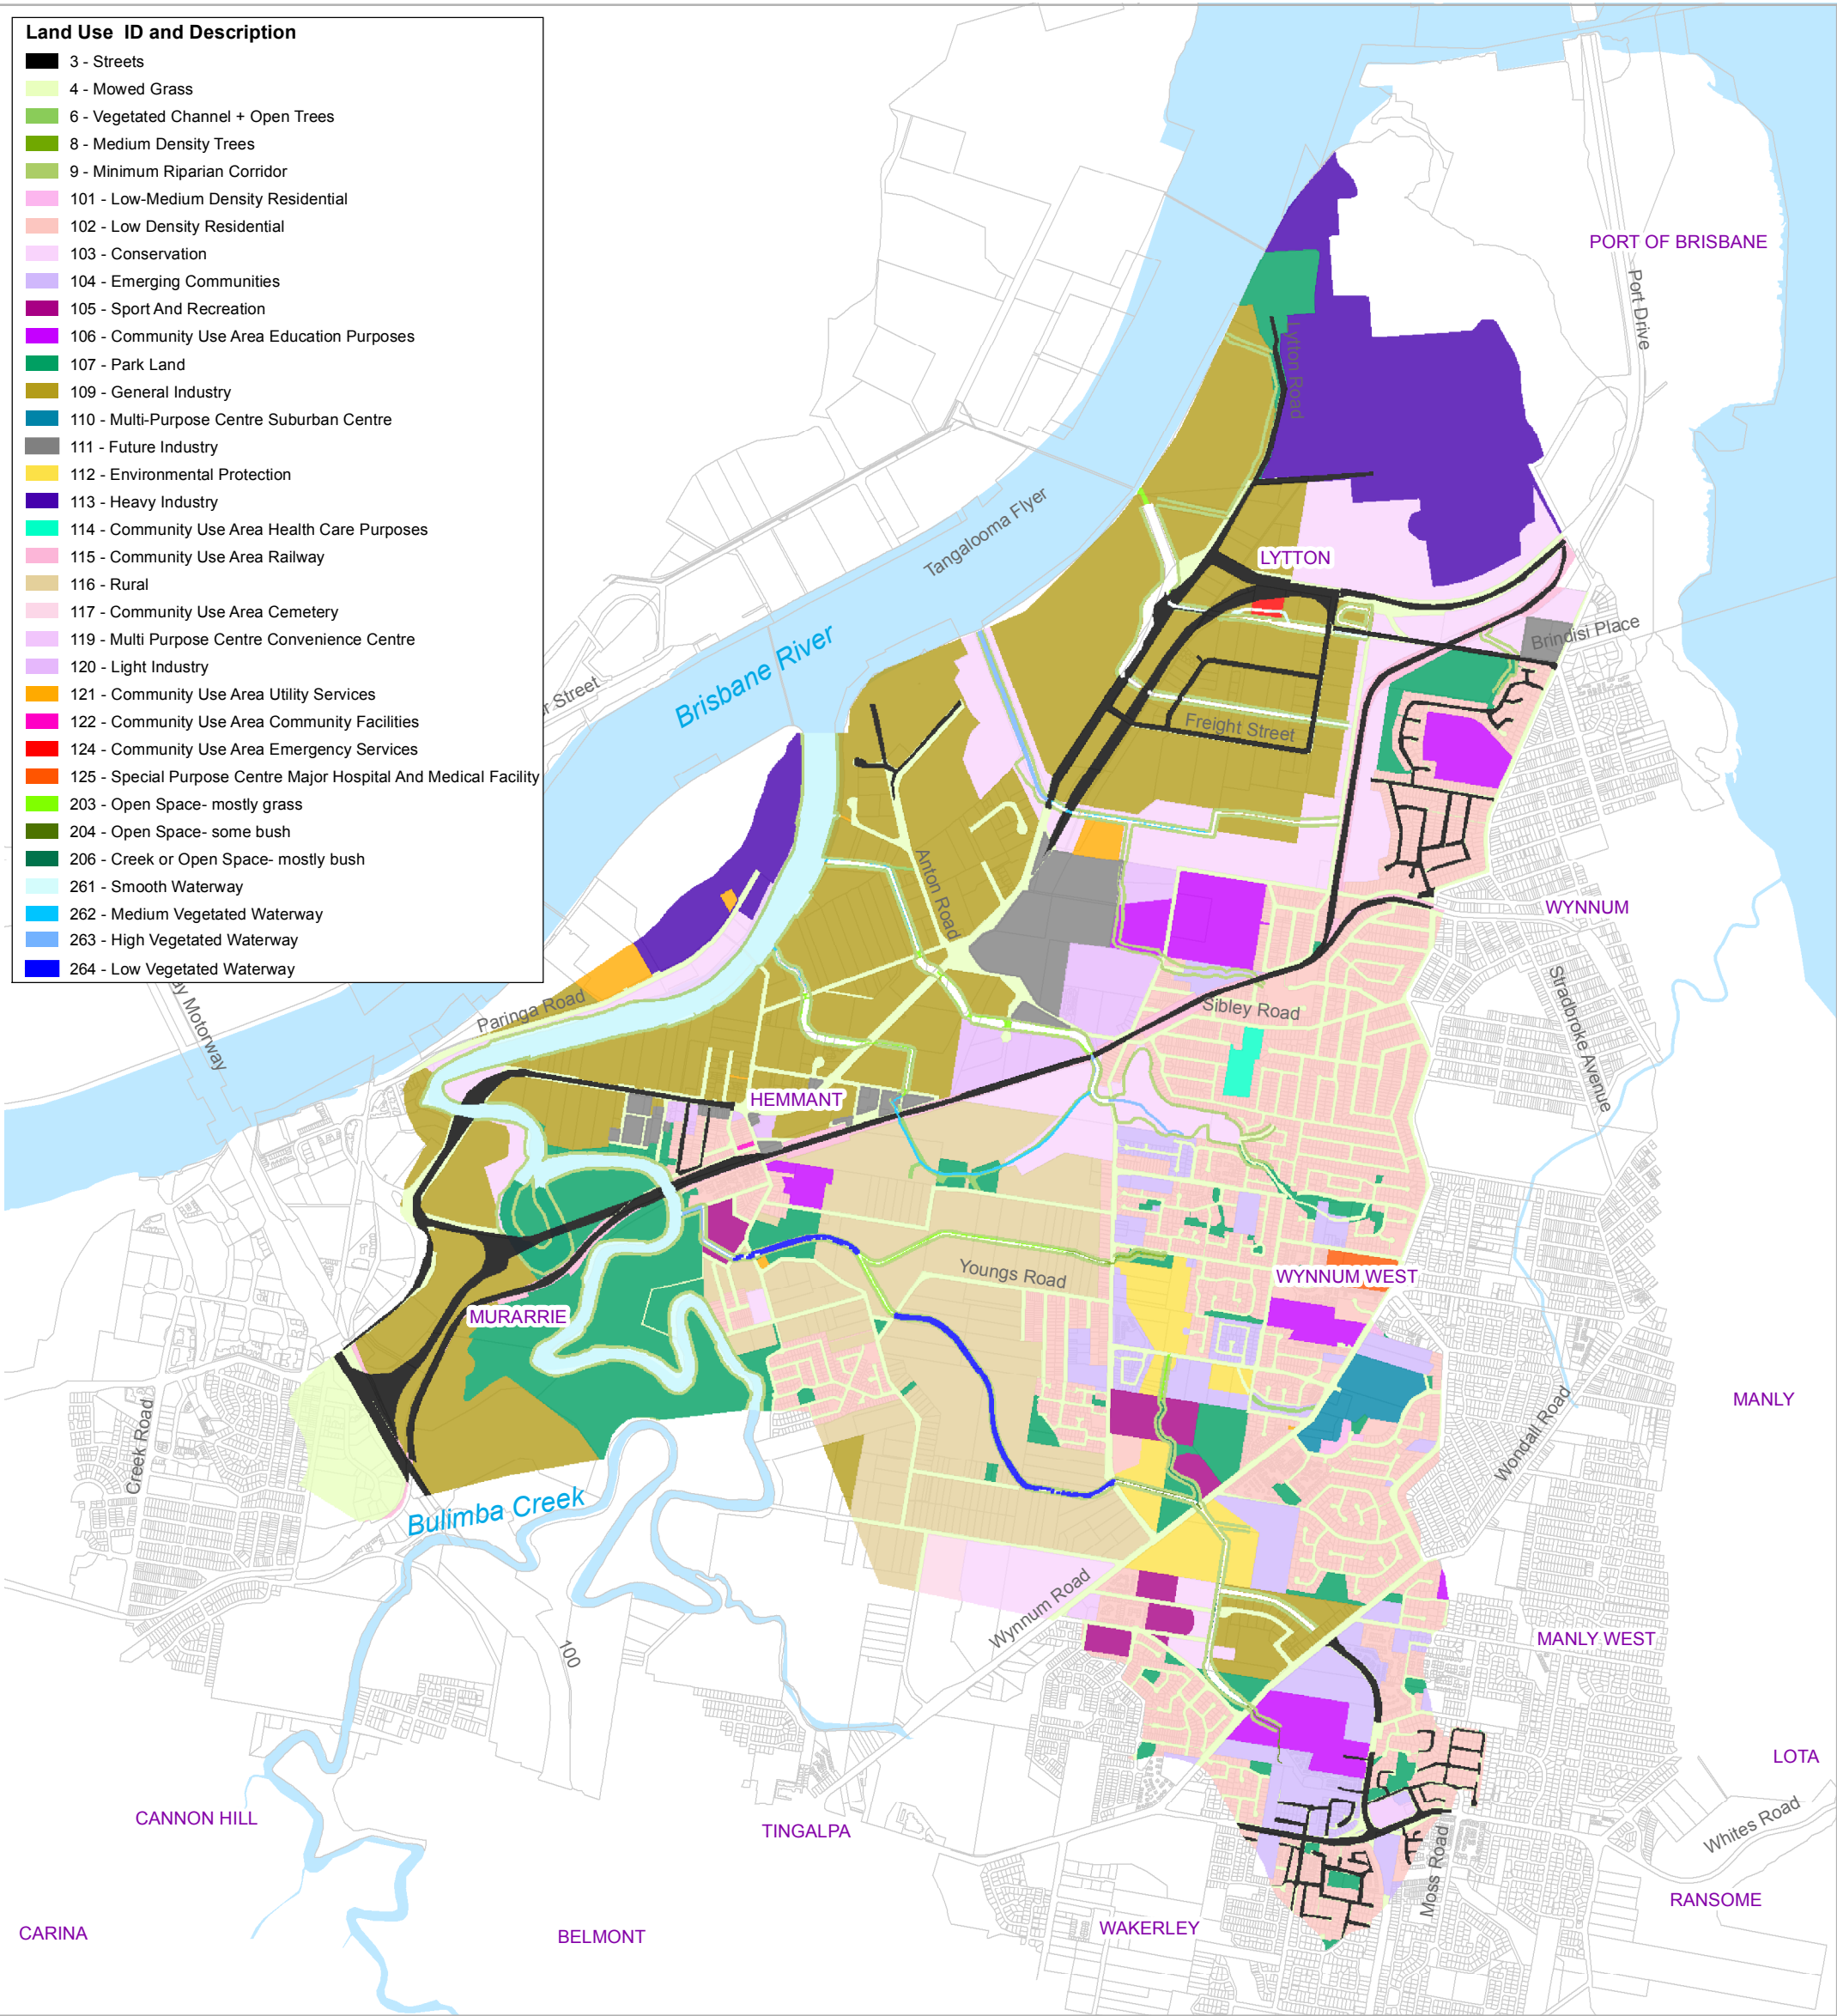 Land Use  ID and Description
3 - Streets
4 - Mowed Grass
6 - Vegetated Channel + Open Trees
8 - Medium Density Trees
9 - Minimum Riparian Corridor
101 - Low-Medium Density Residential
102 - Low Density Residential
103 - Conservation
104 - Emerging Communities
105 - Sport And Recreation
106 - Community Use Area Education Purposes
107 - Park Land
109 - General Industry
110 - Multi-Purpose Centre Suburban Centre
111 - Future Industry
112 - Environmental Protection
113 - Heavy Industry
114 - Community Use Area Health Care Purposes
115 - Community Use Area Railway
116 - Rural
117 - Community Use Area Cemetery
119 - Multi Purpose Centre Convenience Centre
120 - Light Industry
121 - Community Use Area Utility Services
122 - Community Use Area Community Facilities
124 - Community Use Area Emergency Services
125 - Special Purpose Centre Major Hospital And Medical Facility
203 - Open Space- mostly grass
204 - Open Space- some bush
206 - Creek or Open Space- mostly bush
261 - Smooth Waterway
262 - Medium Vegetated Waterway
263 - High Vegetated Waterway
264 - Low Vegetated Waterway
PORT OF BRISBANE
Port Drive
Lytton Road
Tangalooma Flyer
LYTTON
Brindisi Place
Brisbane River
r Street
Freight Street
Anton Road
WYNNUM
Stradbroke Avenue
Paringa Road
ay Motorway
Sibley Road
HEMMANT
Youngs Road
WYNNUM WEST
MURARRIE
MANLY
Creek Road
Wondall Road
Bulimba Creek
Wynnum Road
100
MANLY WEST
LOTA
CANNON HILL
TINGALPA
Whites Road
Moss Road
RANSOME
CARINA
BELMONT
WAKERLEY